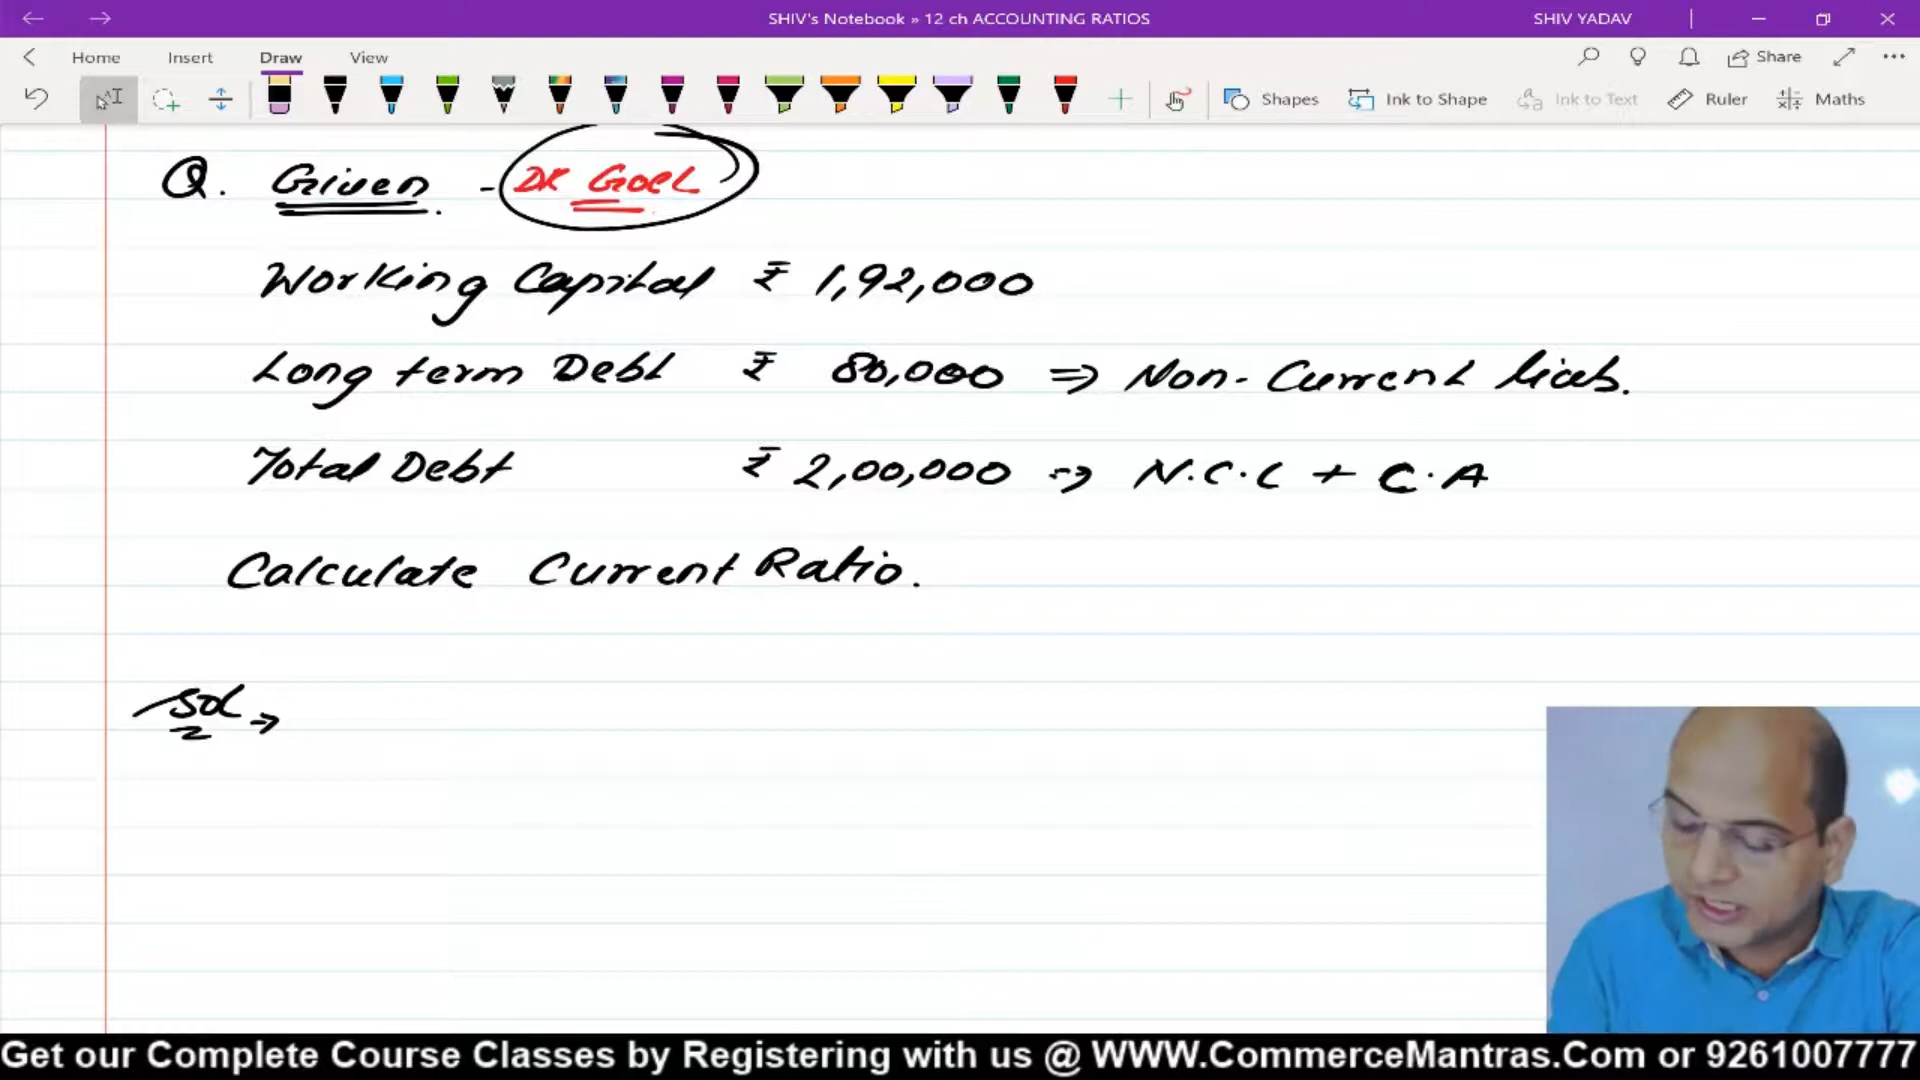 SHIV's Notebook » 12 ch ACCOUNTING RATIOS
SHIV YADAV
Home Insert Draw View
Share
Shapes Ink to Shape Ink to Text Ruler Maths
Q. Given - DK Goel
Working Capital ₹ 1,92,000
Long term Debt ₹ 80,000 ⇒ Non-Current liab.
Total Debt ₹ 2,00,000 ⇒ N.C.L + C.A
Calculate Current Ratio.
Sol →
Get our Complete Course Classes by Registering with us @ WWW.CommerceMantras.Com or 9261007777